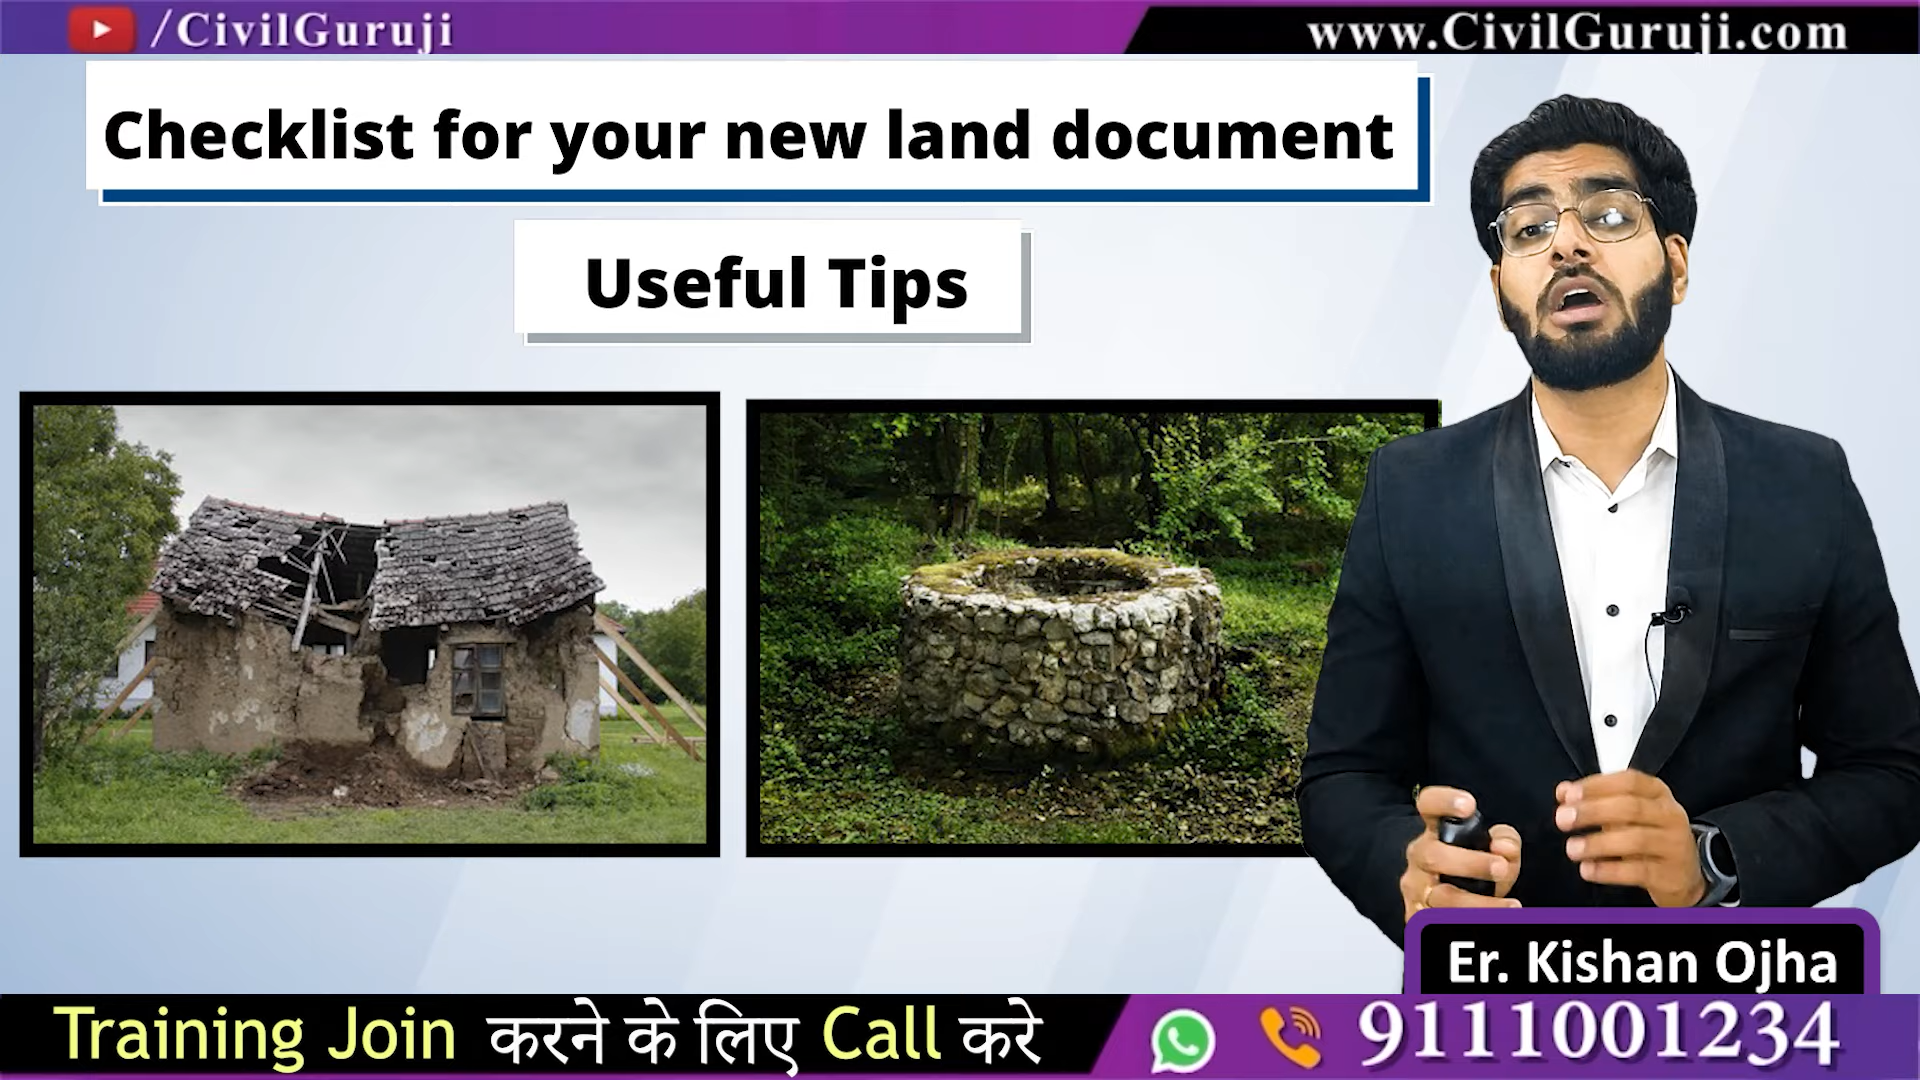 /CivilGuruji
www.CivilGuruji.com
Checklist for your new land document
Useful Tips
Er. Kishan Ojha
Training Join करने के लिए Call करे
9111001234